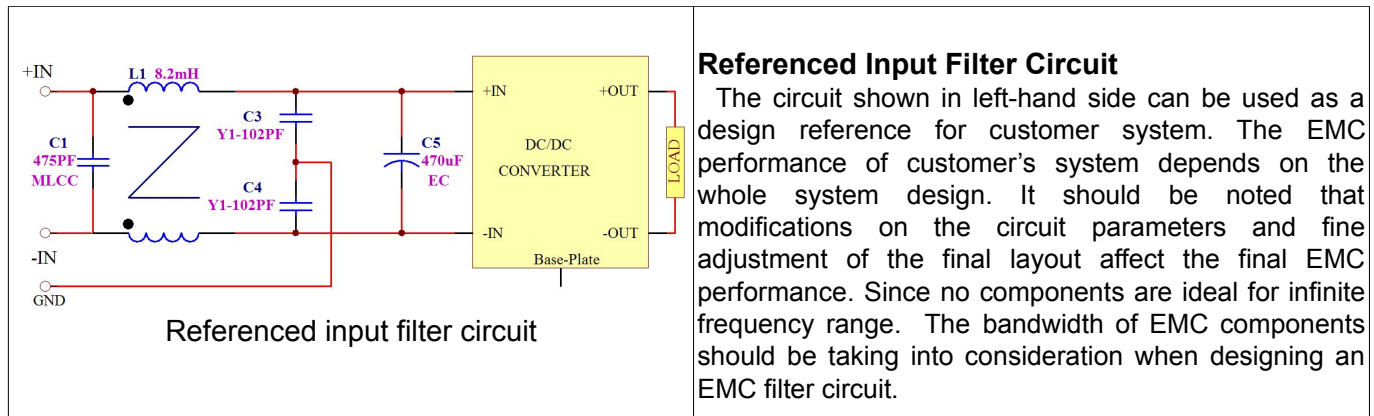 +IN
L1 8.2mH
C1
475PF
MLCC
C3
Y1-102PF
C4
Y1-102PF
C5
470uF
EC
-IN
GND
+IN
+OUT
DC/DC
CONVERTER
-IN
-OUT
Base-Plate
LOAD
Referenced input filter circuit
Referenced Input Filter Circuit
The circuit shown in left-hand side can be used as a
design reference for customer system. The EMC
performance of customer's system depends on the
whole system design. It should be noted that
modifications on the circuit parameters and fine
adjustment of the final layout affect the final EMC
performance. Since no components are ideal for infinite
frequency range. The bandwidth of EMC components
should be taking into consideration when designing an
EMC filter circuit.